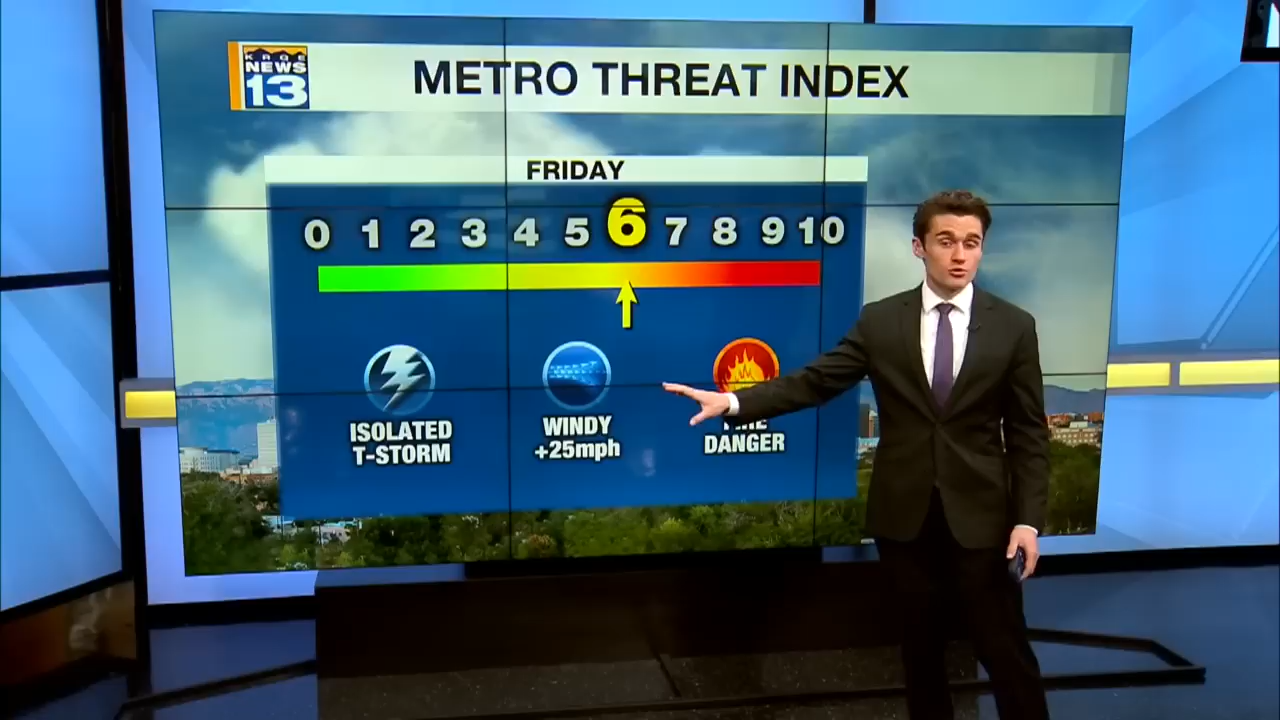 KRQE
NEWS
13
METRO THREAT INDEX
FRIDAY
0 1 2 3 4 5 6 7 8 9 10
ISOLATED
T-STORM
WINDY
+25mph
FIRE
DANGER